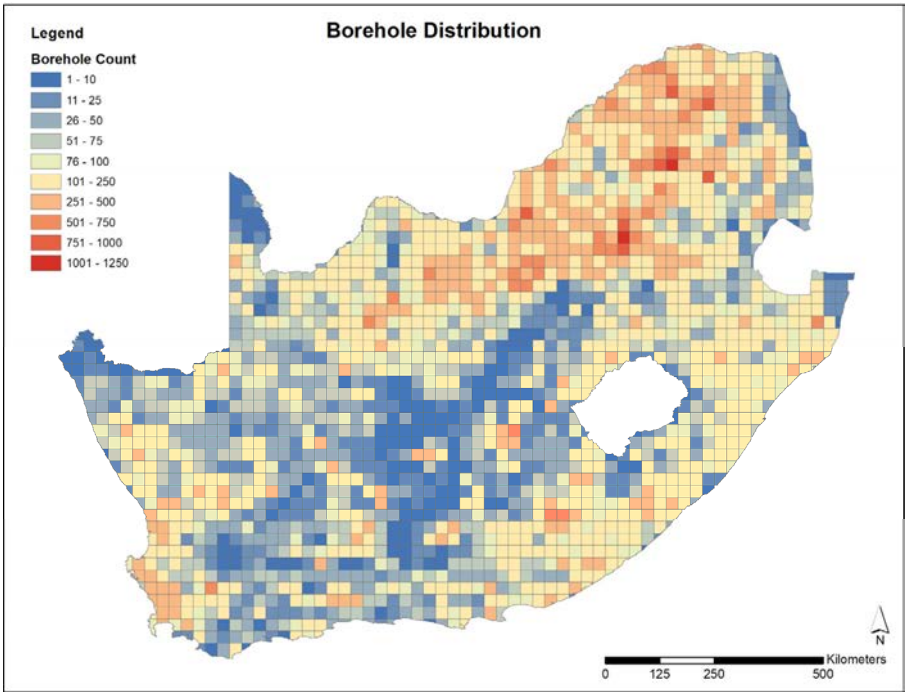 Borehole Distribution
Legend
Borehole Count
1 - 10
11 - 25
26 - 50
51 - 75
76 - 100
101 - 250
251 - 500
501 - 750
751 - 1000
1001 - 1250
N
Kilometers
0 125 250 500